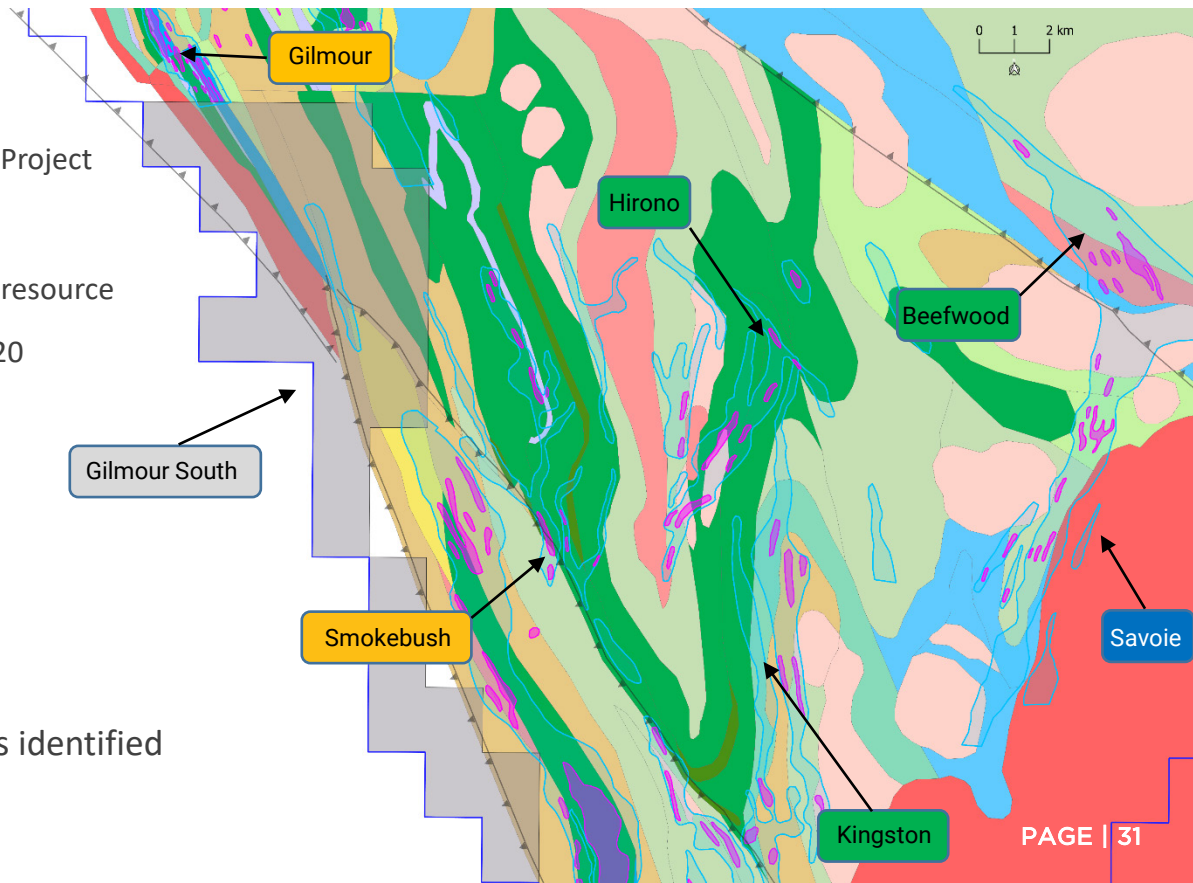 Gilmour
0 1 2 km
Project
Hirono
resource
Beefwood
20
Gilmour South
Smokebush
Savoie
s identified
Kingston
PAGE | 31